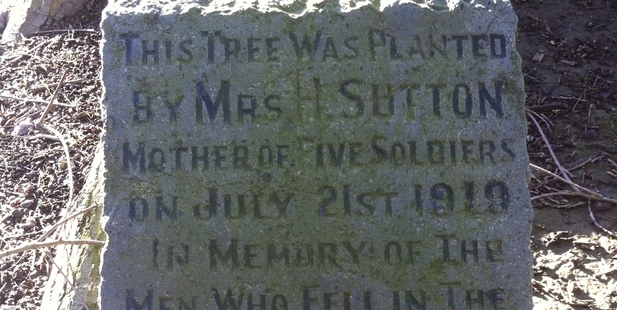 THIS TREE WAS PLANTED
BY MRS H. SUTTON
MOTHER OF FIVE SOLDIERS
ON JULY 21ST 1919
IN MEMORY OF THE
MEN WHO FELL IN THE